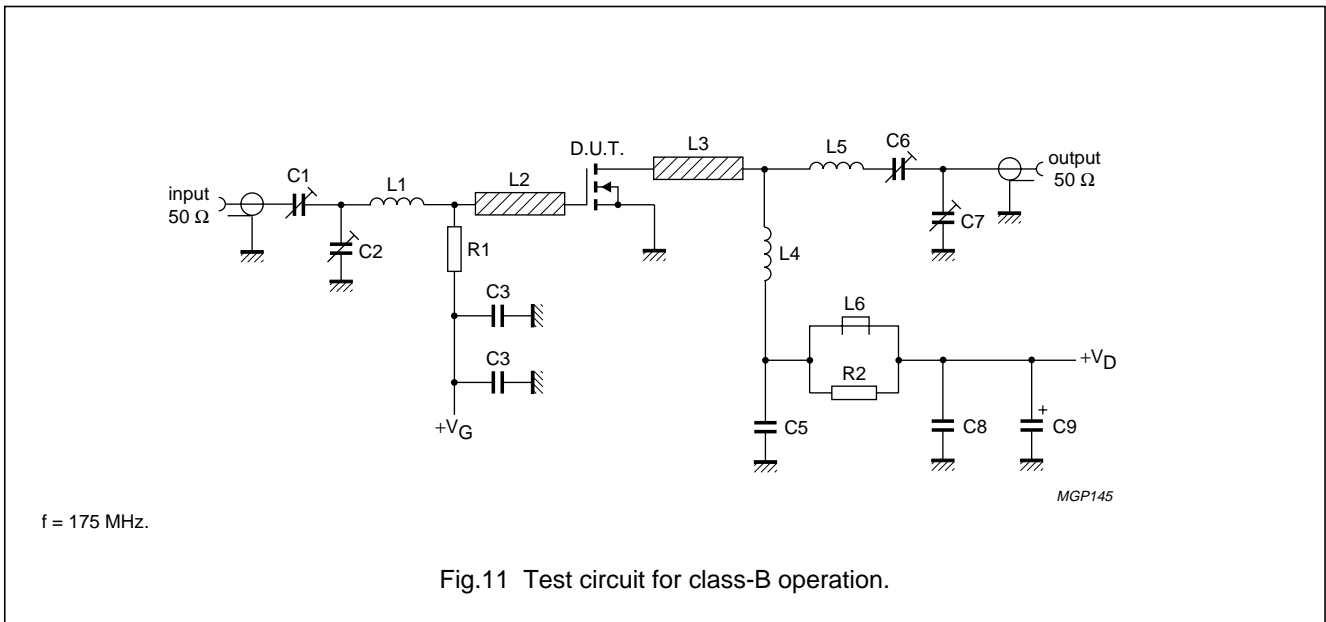 input
50 Ω
C1
C2
L1
L2
R1
C3
C3
+VG
D.U.T.
L3
L4
L5
C6
C7
output
50 Ω
L6
R2
C5
C8
+
C9
+VD
MGP145
f = 175 MHz.
Fig.11 Test circuit for class-B operation.